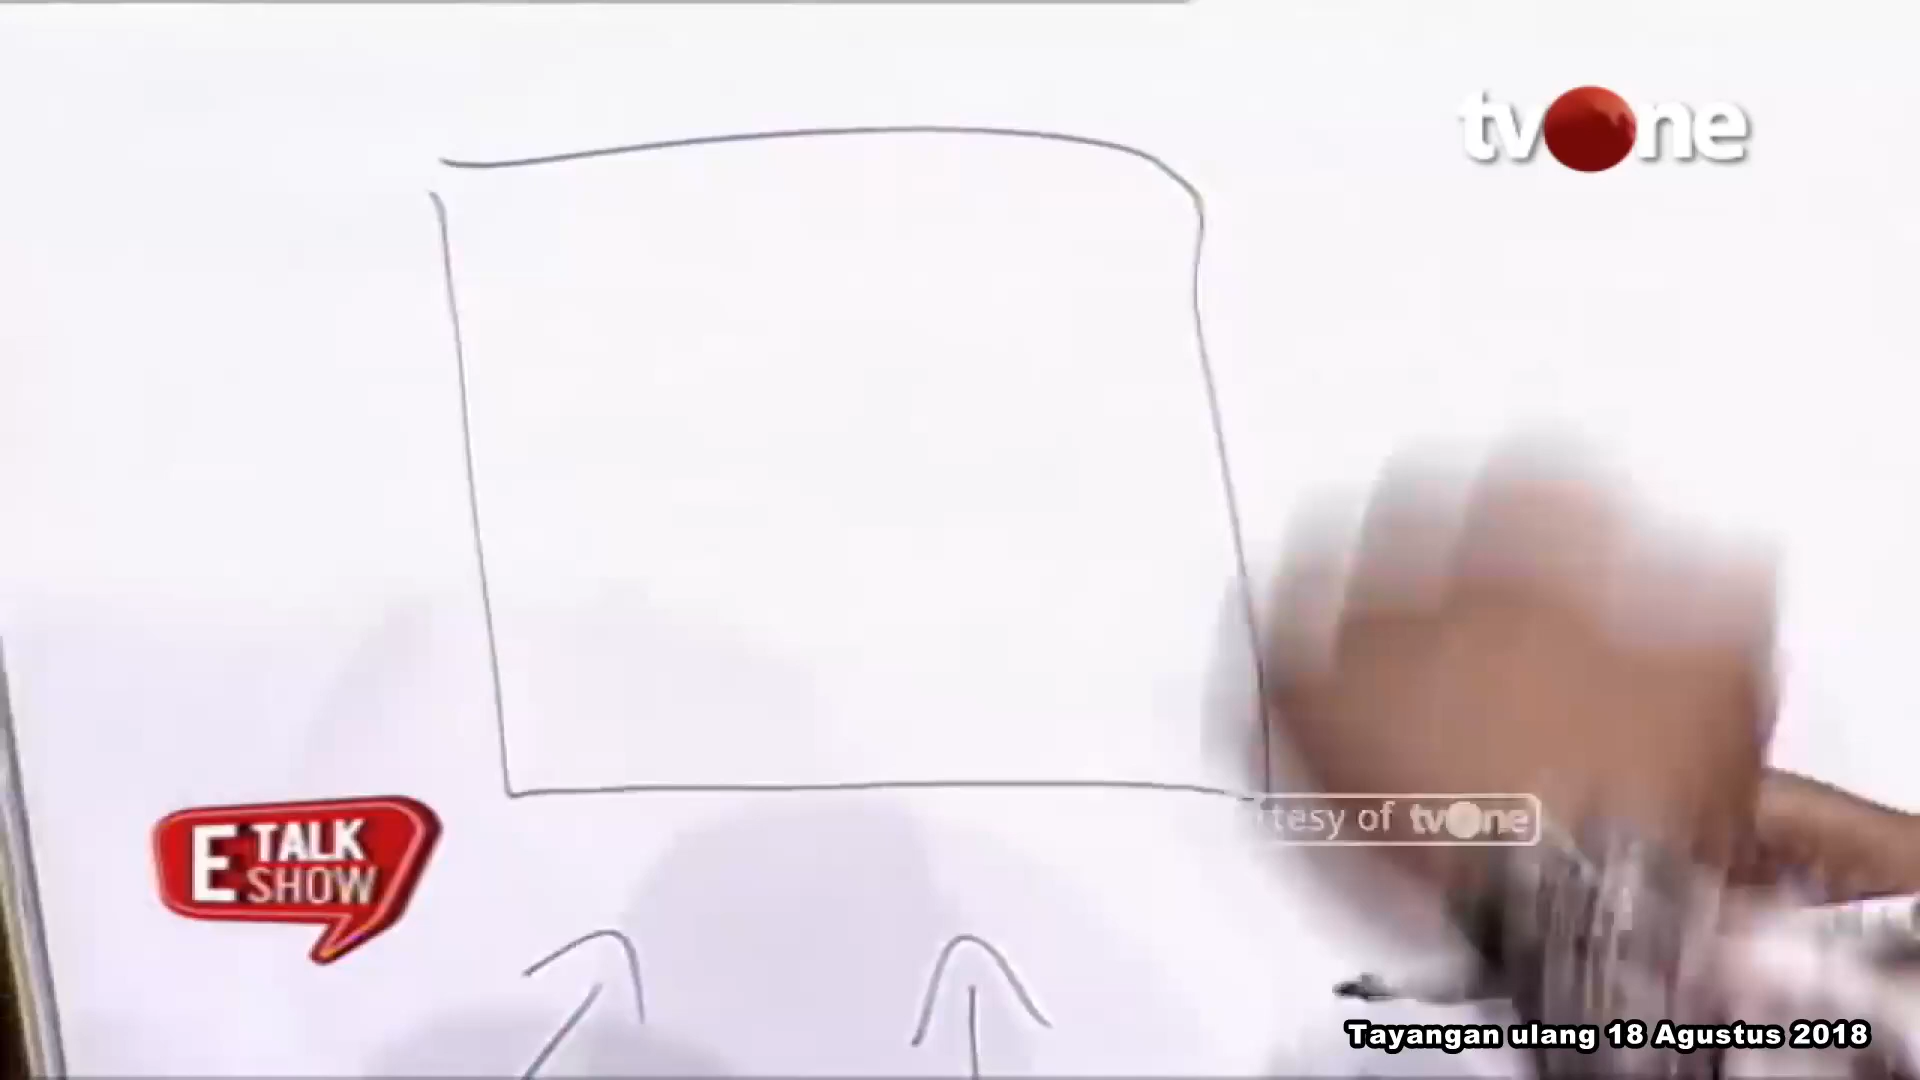 tvOne
E TALK
SHOW
tesy of tvOne
Tayangan ulang 18 Agustus 2018